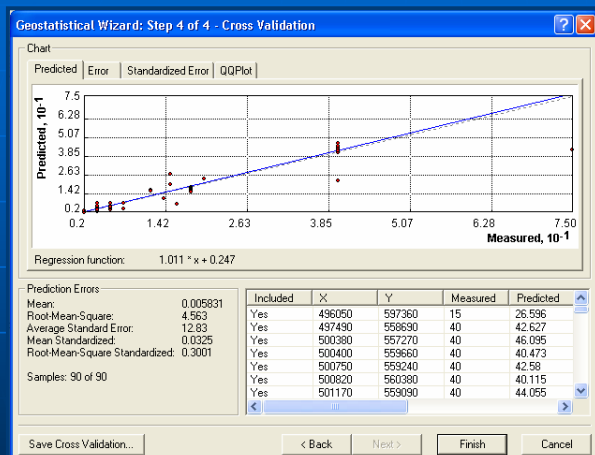 Geostatistical Wizard: Step 4 of 4 - Cross Validation
Chart
Predicted Error Standardized Error QQPlot
Predicted, 10⁻¹
7.5
6.28
5.07
3.85
2.63
1.42
0.2
0.2 1.42 2.63 3.85 5.07 6.28 7.50
Measured, 10⁻¹
Regression function: 1.011 * x + 0.247
Prediction Errors
Mean: 0.005831
Root-Mean-Square: 4.563
Average Standard Error: 12.83
Mean Standardized: 0.0325
Root-Mean-Square Standardized: 0.3001
Samples: 90 of 90
Included X Y Measured Predicted
Yes 496050 597360 15 26.596
Yes 497490 558690 40 42.627
Yes 500380 557270 40 46.095
Yes 500400 559660 40 40.473
Yes 500750 559240 40 42.58
Yes 500820 560380 40 40.115
Yes 501170 559090 40 44.055
Save Cross Validation... < Back Next > Finish Cancel